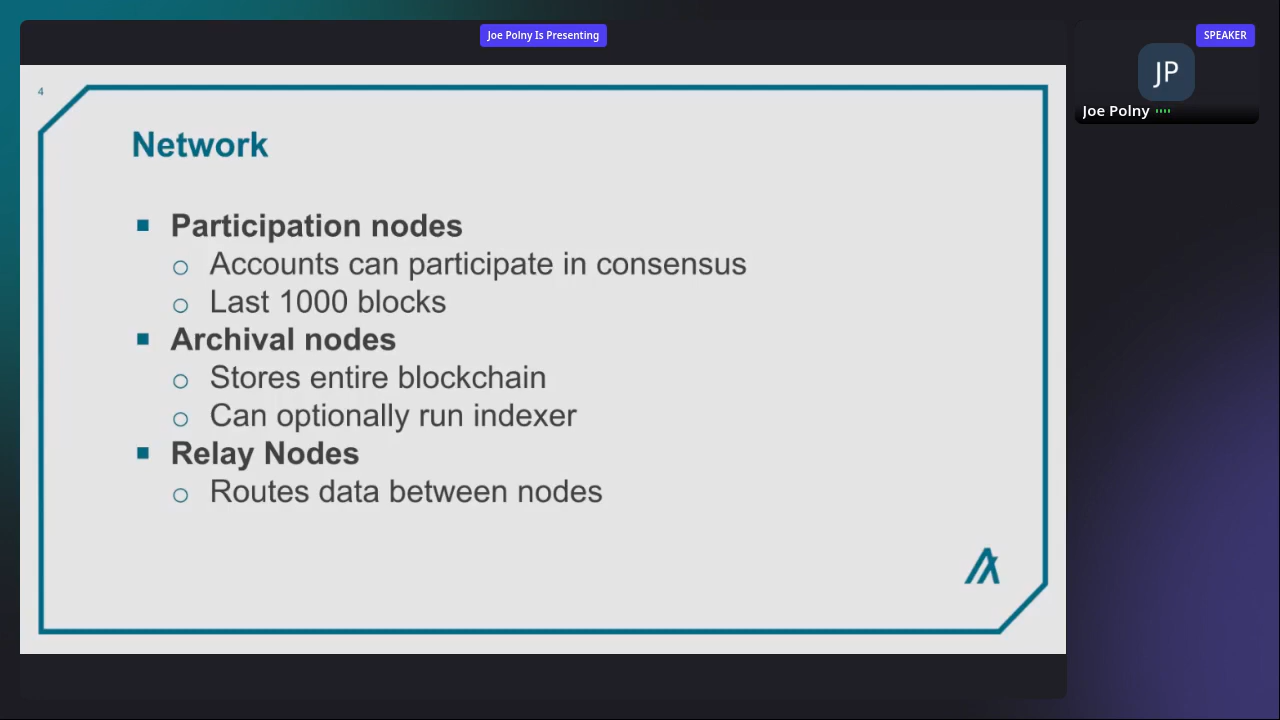 Joe Polny Is Presenting
SPEAKER
JP
Joe Polny
4
Network
Participation nodes
Accounts can participate in consensus
Last 1000 blocks
Archival nodes
Stores entire blockchain
Can optionally run indexer
Relay Nodes
Routes data between nodes